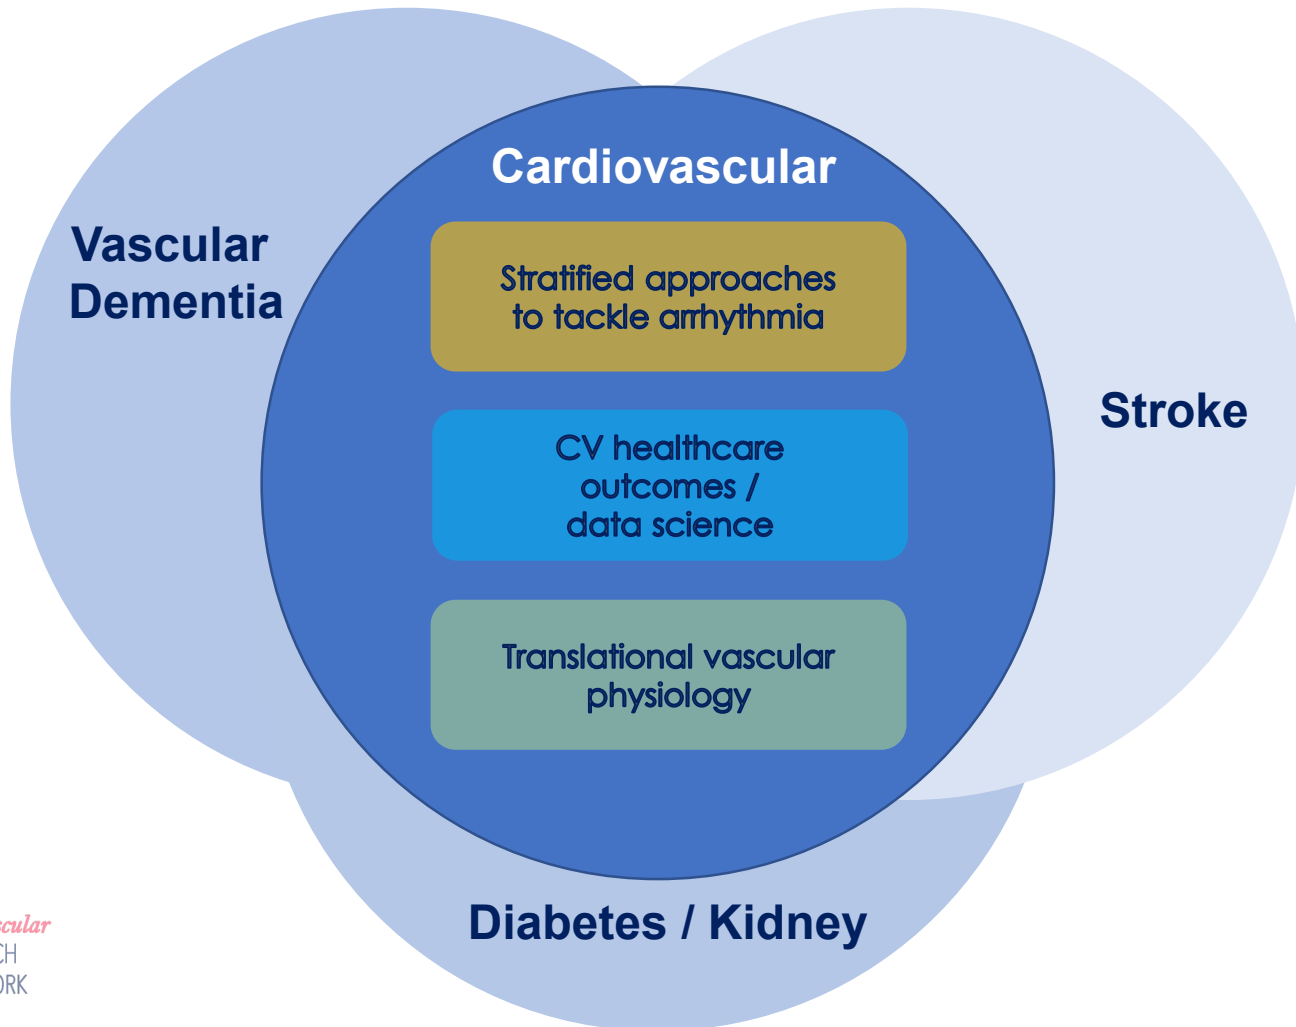 Cardiovascular
Stratified approaches
to tackle arrhythmia
Vascular
Dementia
CV healthcare
outcomes /
data science
Stroke
Translational vascular
physiology
Diabetes / Kidney